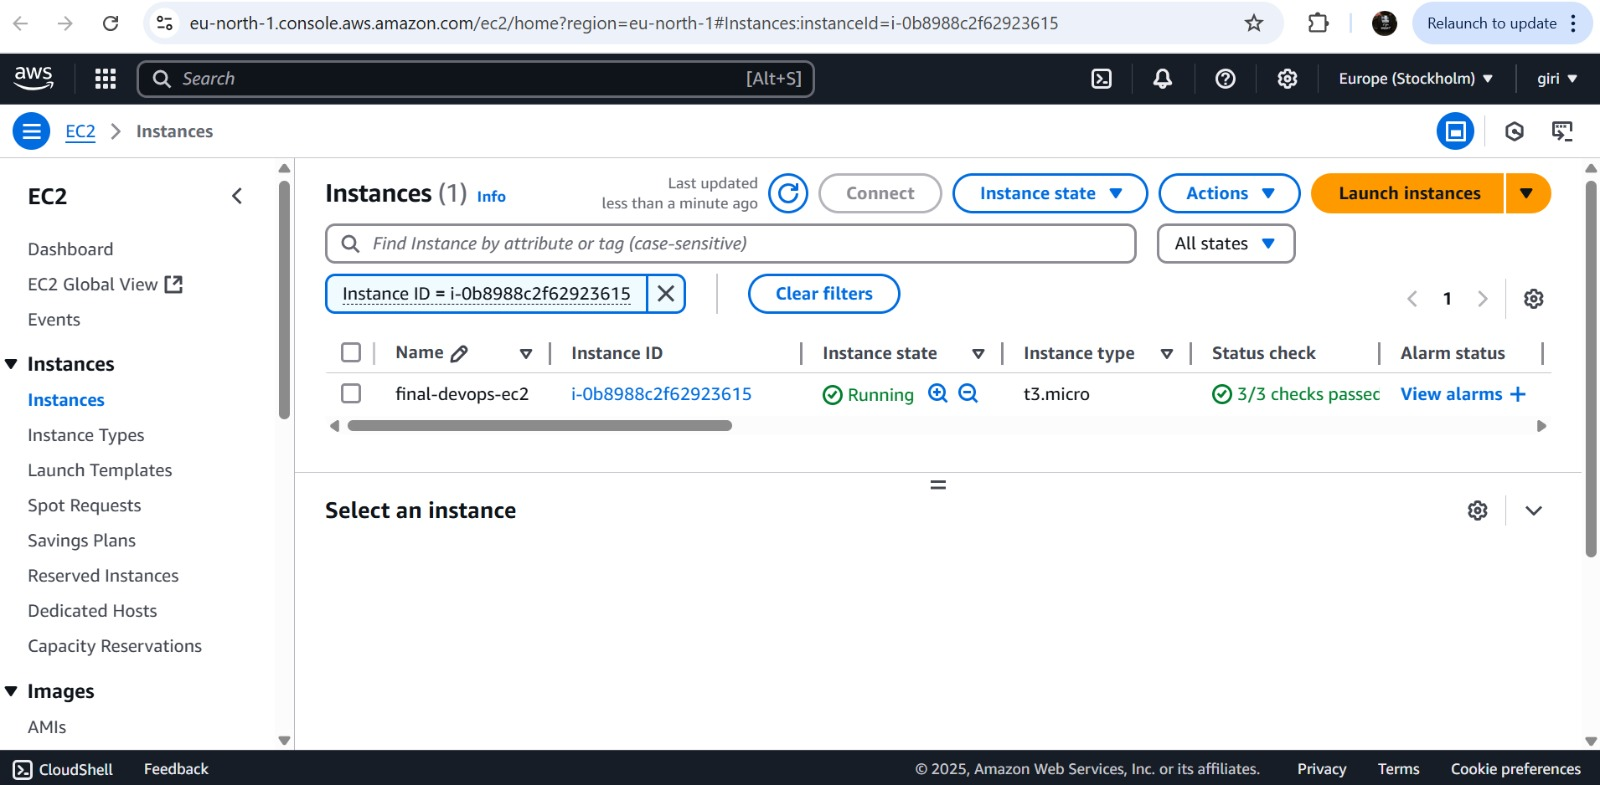 eu-north-1.console.aws.amazon.com/ec2/home?region=eu-north-1#Instances:instanceId=i-0b8988c2f62923615
Relaunch to update
aws
Search
[Alt+S]
Europe (Stockholm)
giri
EC2
Instances
EC2
Dashboard
EC2 Global View
Events
Instances
Instances
Instance Types
Launch Templates
Spot Requests
Savings Plans
Reserved Instances
Dedicated Hosts
Capacity Reservations
Images
AMIs
Instances (1) Info
Last updated
less than a minute ago
Connect
Instance state
Actions
Launch instances
Find Instance by attribute or tag (case-sensitive)
All states
Instance ID = i-0b8988c2f62923615
Clear filters
1
Name
Instance ID
Instance state
Instance type
Status check
Alarm status
final-devops-ec2
i-0b8988c2f62923615
Running
t3.micro
3/3 checks passec
View alarms +
Select an instance
CloudShell
Feedback
© 2025, Amazon Web Services, Inc. or its affiliates.
Privacy
Terms
Cookie preferences